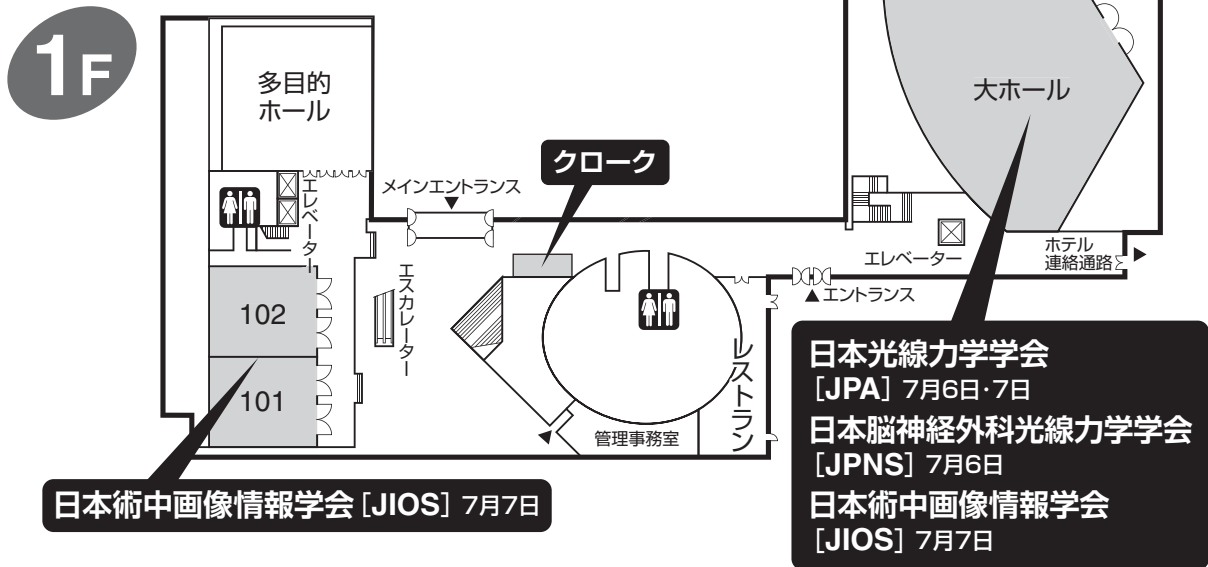 1F
多目的
ホール
大ホール
クローク
メインエントランス
エレベーター
エレベーター
ホテル
連絡通路
エントランス
エスカレーター
102
101
レストラン
管理事務室
日本光線力学学会
[JPA] 7月6日・7日
日本脳神経外科光線力学学会
[JPNS] 7月6日
日本術中画像情報学会
[JIOS] 7月7日
日本術中画像情報学会 [JIOS] 7月7日